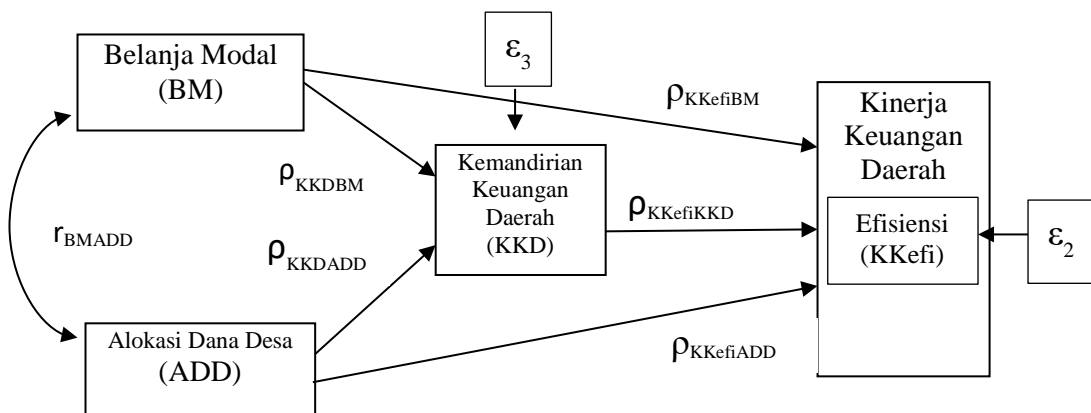 Belanja Modal
(BM)
ε3
ρKKefiBM
Kinerja
Keuangan
Daerah
Kemandirian
Keuangan
Daerah
(KKD)
ρKKDBM
ρKKefiKKD
Efisiensi
(KKefi)
ε2
rBMADD
ρKKDADD
Alokasi Dana Desa
(ADD)
ρKKefiADD